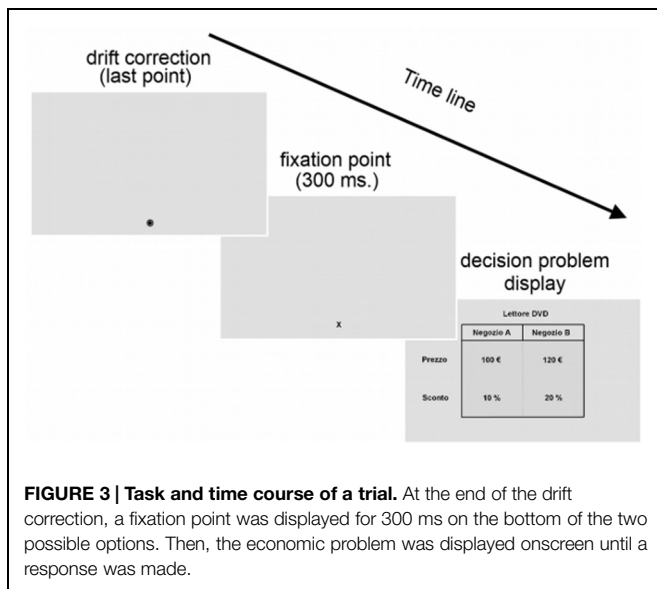 drift correction
(last point)
Time line
fixation point
(300 ms.)
x
decision problem
display
Lettore DVD
Negozio A Negozio B
Prezzo 100 € 120 €
Sconto 10 % 20 %
FIGURE 3 | Task and time course of a trial. At the end of the drift
correction, a fixation point was displayed for 300 ms on the bottom of the two
possible options. Then, the economic problem was displayed onscreen until a
response was made.